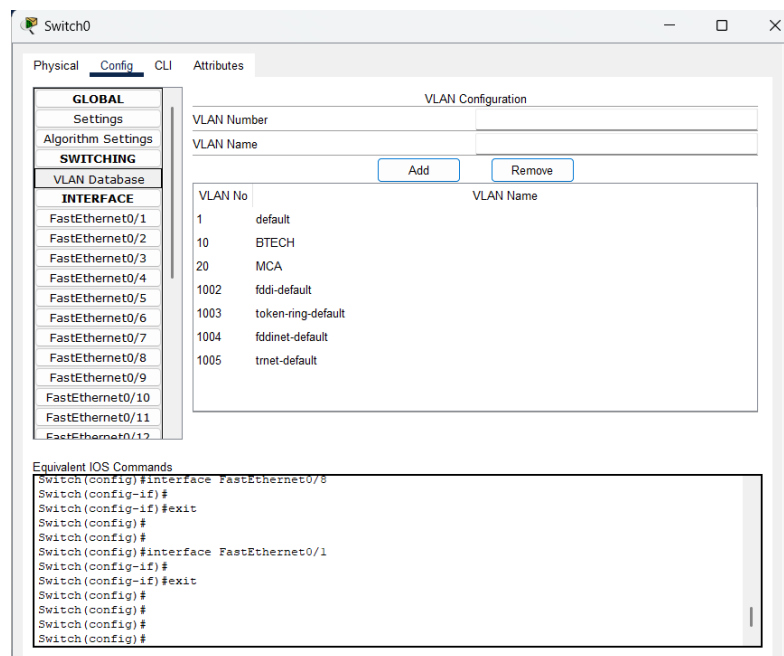 Switch0
Physical Config CLI Attributes
GLOBAL
Settings
Algorithm Settings
SWITCHING
VLAN Database
INTERFACE
FastEthernet0/1
FastEthernet0/2
FastEthernet0/3
FastEthernet0/4
FastEthernet0/5
FastEthernet0/6
FastEthernet0/7
FastEthernet0/8
FastEthernet0/9
FastEthernet0/10
FastEthernet0/11
FastEthernet0/12
VLAN Configuration
VLAN Number
VLAN Name
Add Remove
VLAN No VLAN Name
1 default
10 BTECH
20 MCA
1002 fddi-default
1003 token-ring-default
1004 fddinet-default
1005 trnet-default
Equivalent IOS Commands
Switch(config)#interface FastEthernet0/8
Switch(config-if)#
Switch(config-if)#exit
Switch(config)#
Switch(config)#
Switch(config)#interface FastEthernet0/1
Switch(config-if)#
Switch(config-if)#exit
Switch(config)#
Switch(config)#
Switch(config)#
Switch(config)#